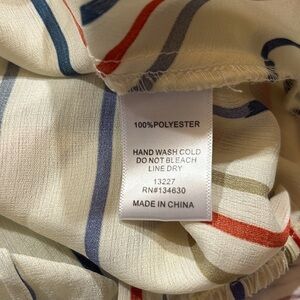 100%POLYESTER
HAND WASH COLD
DO NOT BLEACH
LINE DRY
13227
RN#134630
MADE IN CHINA